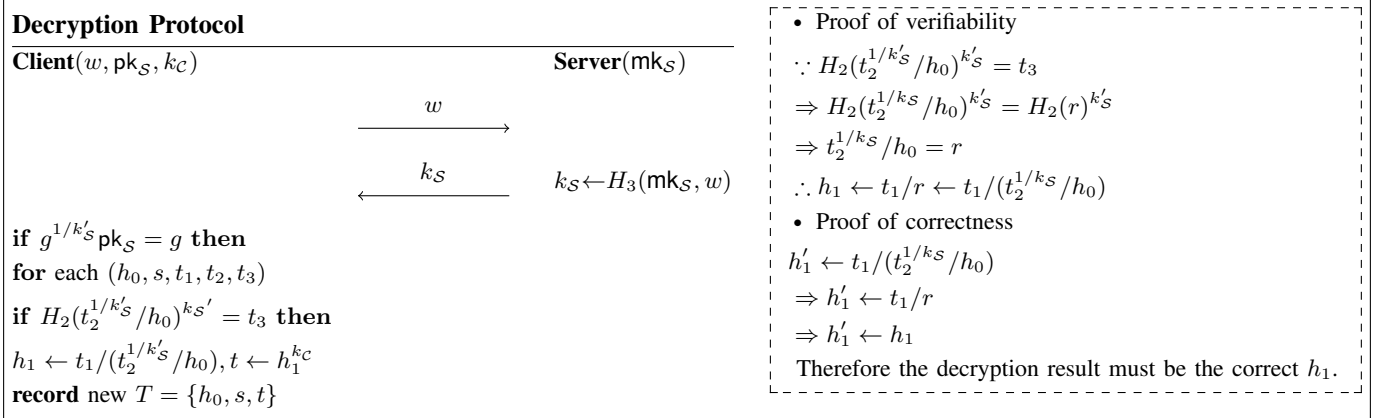 Decryption Protocol
Client(w, pk_𝒮, k_𝒞) Server(mk_𝒮)
w
k_𝒮 k_𝒮←H_3(mk_𝒮, w)
if g^{1/k'_𝒮} pk_𝒮 = g then
for each (h_0, s, t_1, t_2, t_3)
if H_2(t_2^{1/k'_𝒮}/h_0)^{k_𝒮'} = t_3 then
h_1 ← t_1/(t_2^{1/k'_𝒮}/h_0), t ← h_1^{k_𝒞}
record new T = {h_0, s, t}
• Proof of verifiability
∵ H_2(t_2^{1/k'_𝒮}/h_0)^{k'_𝒮} = t_3
⇒ H_2(t_2^{1/k_𝒮}/h_0)^{k'_𝒮} = H_2(r)^{k'_𝒮}
⇒ t_2^{1/k_𝒮}/h_0 = r
∴ h_1 ← t_1/r ← t_1/(t_2^{1/k_𝒮}/h_0)
• Proof of correctness
h'_1 ← t_1/(t_2^{1/k_𝒮}/h_0)
⇒ h'_1 ← t_1/r
⇒ h'_1 ← h_1
Therefore the decryption result must be the correct h_1.